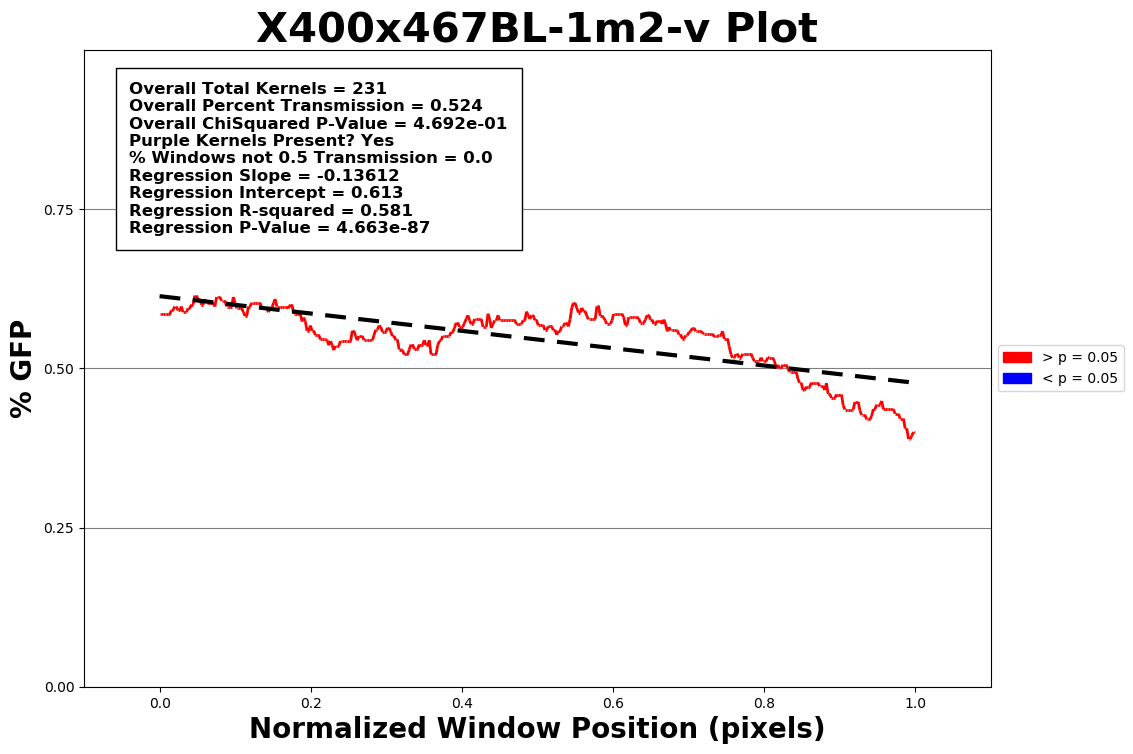 X400x467BL-1m2-v Plot
Overall Total Kernels = 231
Overall Percent Transmission = 0.524
Overall ChiSquared P-Value = 4.692e-01
Purple Kernels Present? Yes
% Windows not 0.5 Transmission = 0.0
Regression Slope = -0.13612
Regression Intercept = 0.613
Regression R-squared = 0.581
Regression P-Value = 4.663e-87
% GFP
0.75
0.50
0.25
0.00
> p = 0.05
< p = 0.05
0.0 0.2 0.4 0.6 0.8 1.0
Normalized Window Position (pixels)